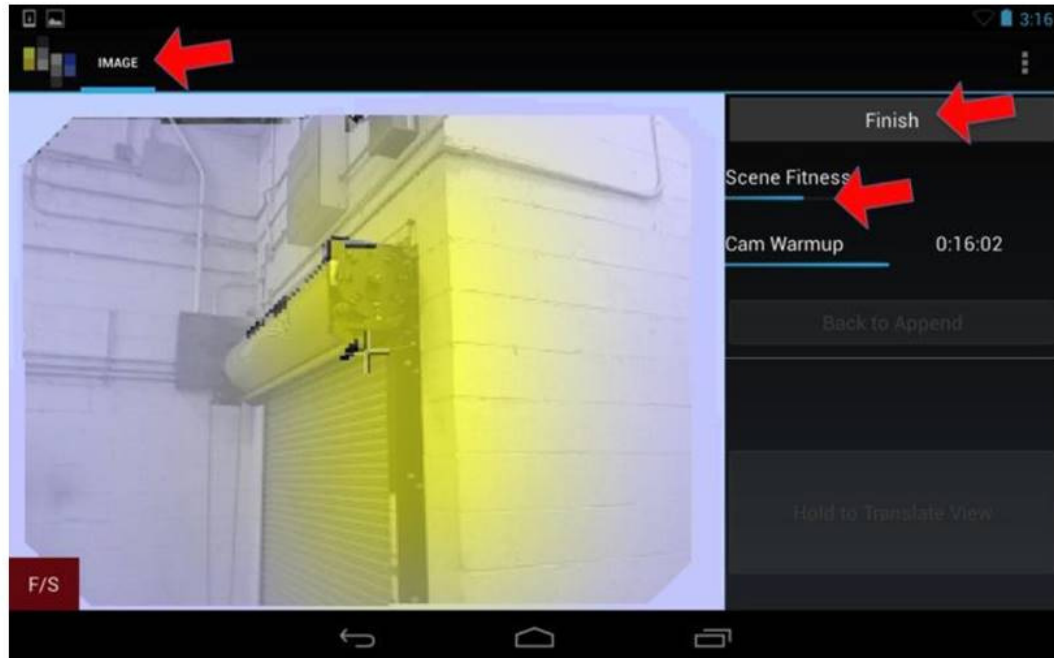 3:16
IMAGE
Finish
Scene Fitness
Cam Warmup 0:16:02
Back to Append
Hold to Translate View
F/S